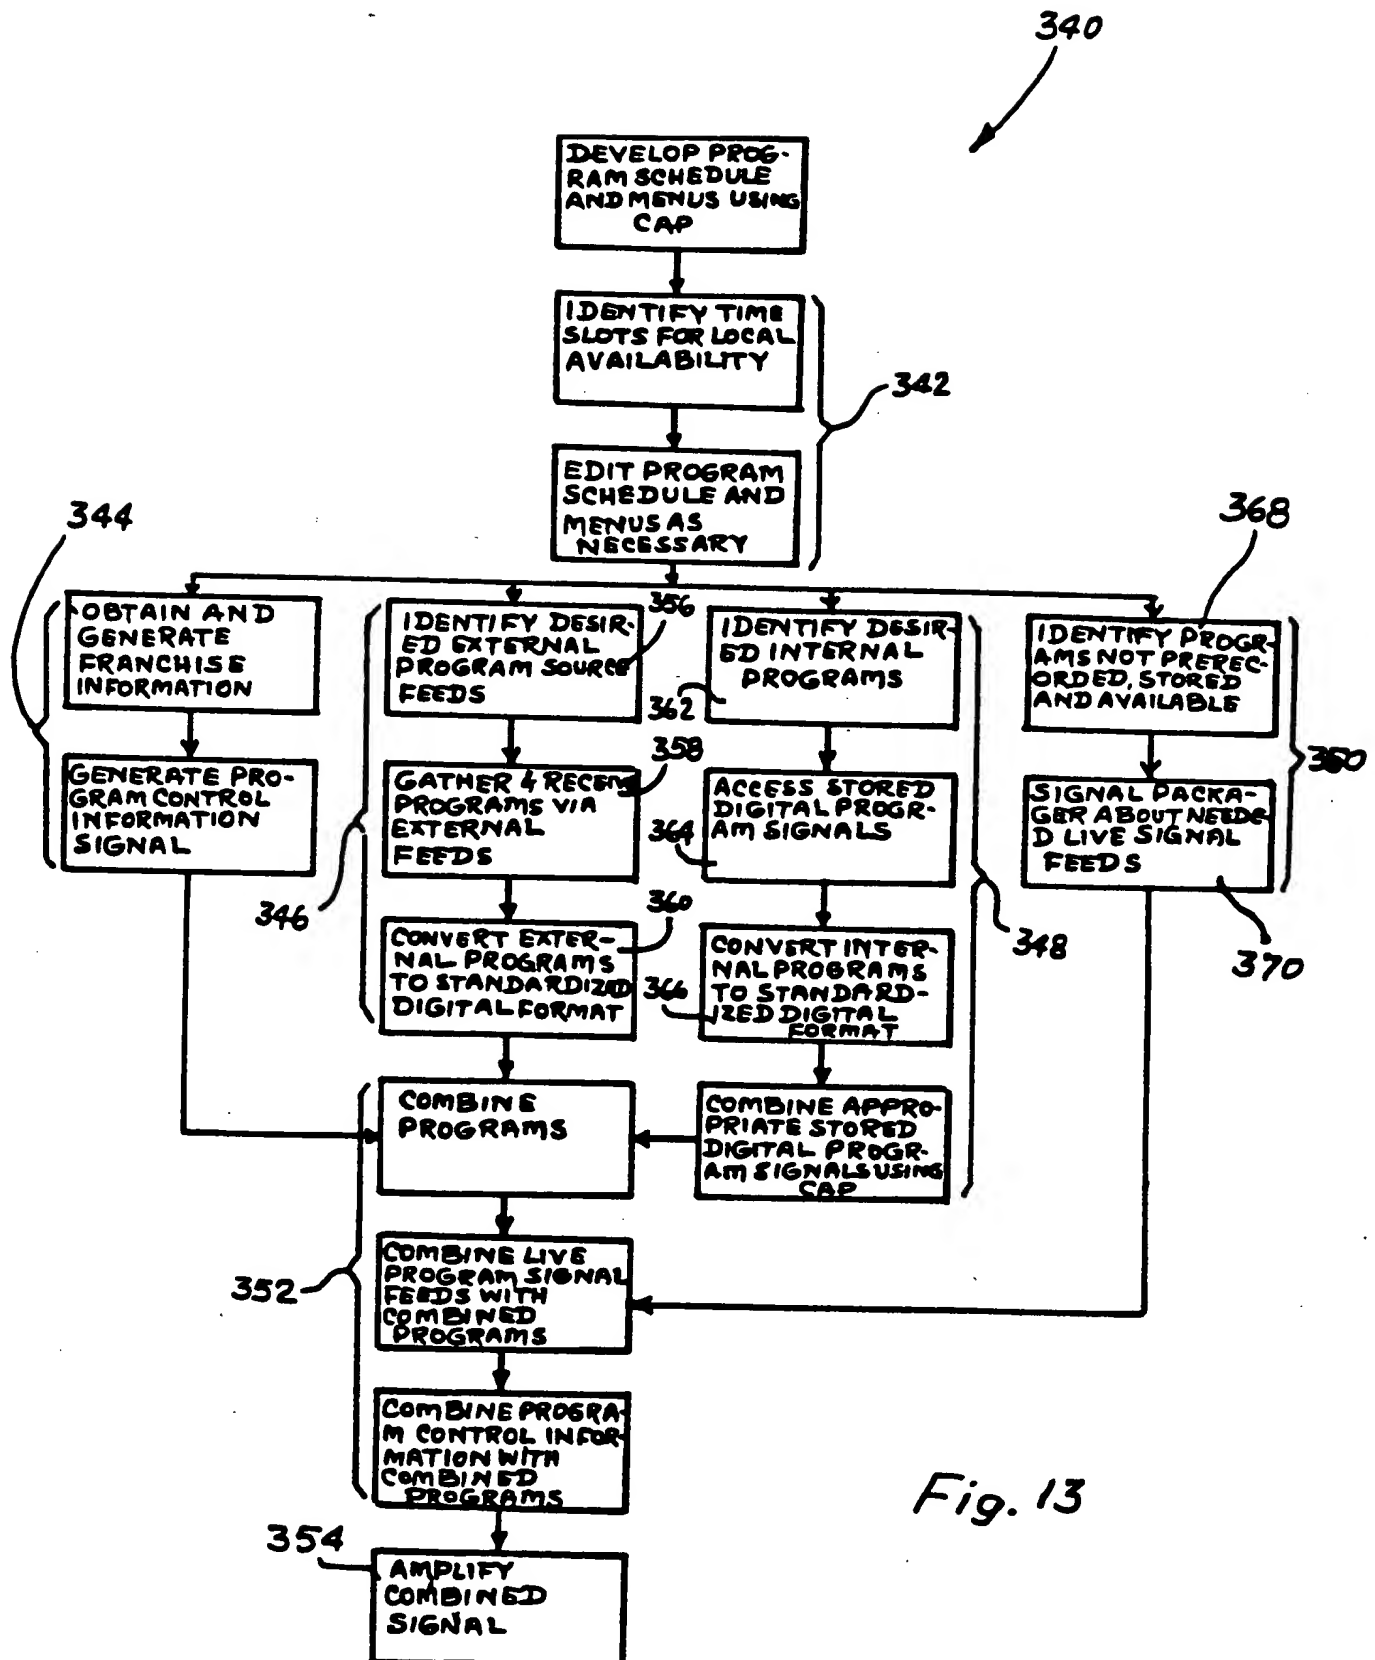 340
DEVELOP PROG-
RAM SCHEDULE
AND MENUS USING
CAP
IDENTIFY TIME
SLOTS FOR LOCAL
AVAILABILITY
342
EDIT PROGRAM
SCHEDULE AND
MENUS AS
NECESSARY
344
OBTAIN AND
GENERATE
FRANCHISE
INFORMATION
GENERATE PRO-
GRAM CONTROL
INFORMATION
SIGNAL
346
IDENTIFY DESIR-
ED EXTERNAL
PROGRAM SOURCE
FEEDS
356
GATHER & RECEIVE
PROGRAMS VIA
EXTERNAL
FEEDS
358
CONVERT EXTER-
NAL PROGRAMS
TO STANDARDIZED
DIGITAL FORMAT
360
IDENTIFY DESIR-
ED INTERNAL
PROGRAMS
362
ACCESS STORED
DIGITAL PROGR-
AM SIGNALS
364
CONVERT INTER-
NAL PROGRAMS
TO STANDARD-
IZED DIGITAL
FORMAT
366
COMBINE APPRO-
PRIATE STORED
DIGITAL PROGR-
AM SIGNALS USING
CAP
348
368
IDENTIFY PROGR-
AMS NOT PREREC-
ORDED, STORED
AND AVAILABLE
SIGNAL PACKA-
GER ABOUT NEEDE-
D LIVE SIGNAL
FEEDS
350
370
COMBINE
PROGRAMS
352
COMBINE LIVE
PROGRAM SIGNAL
FEEDS WITH
COMBINED
PROGRAMS
COMBINE PROGRA-
M CONTROL INFOR-
MATION WITH
COMBINED
PROGRAMS
354
AMPLIFY
COMBINED
SIGNAL
Fig. 13